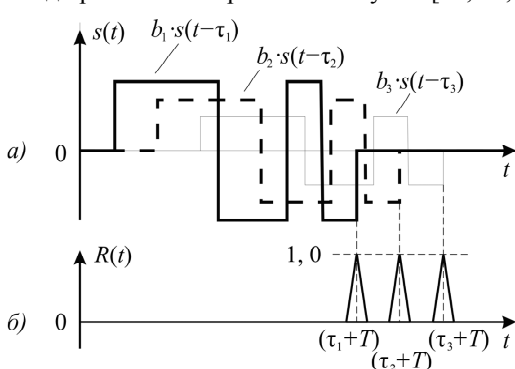 s(t)
b₁·s(t−τ₁)
b₂·s(t−τ₂)
b₃·s(t−τ₃)
а) 0
t
R(t)
1, 0
б) 0
(τ₁+T) (τ₃+T) t
(τ₂+T)